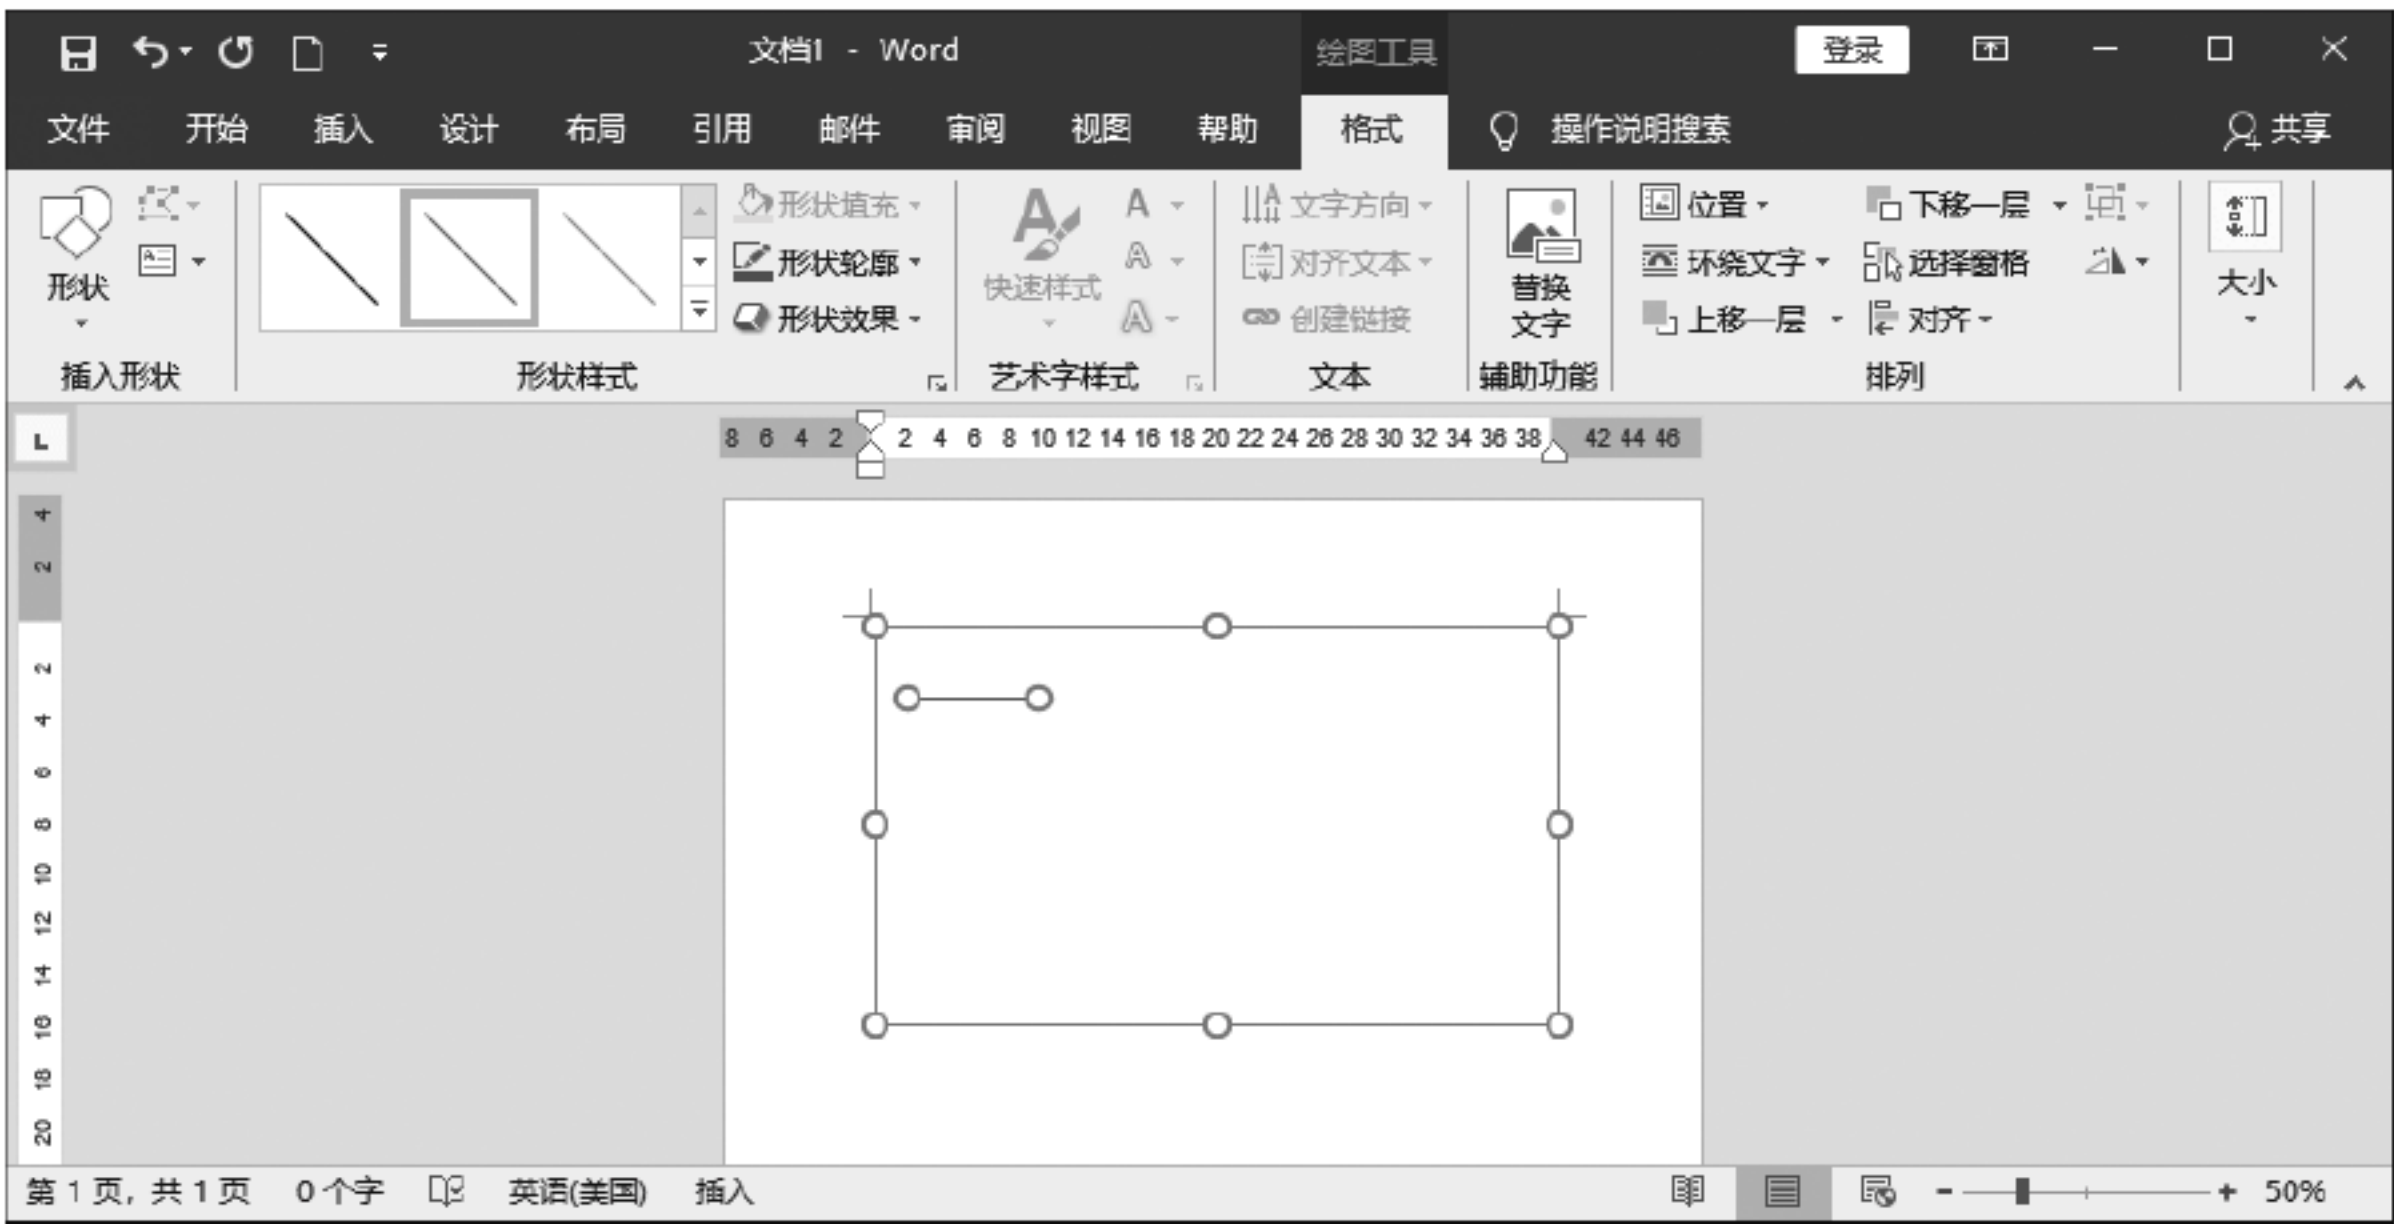 文档1 - Word
绘图工具
登录
文件 开始 插入 设计 布局 引用 邮件 审阅 视图 帮助 格式 操作说明搜索 共享
形状
插入形状
形状填充
形状轮廓
形状效果
形状样式
快速样式
A
A
A
艺术字样式
文字方向
对齐文本
创建链接
文本
替换
文字
辅助功能
位置
环绕文字
上移一层
下移一层
选择窗格
对齐
排列
大小
L
8 6 4 2 2 4 6 8 10 12 14 16 18 20 22 24 26 28 30 32 34 36 38 42 44 46
4
2
2
4
6
8
10
12
14
16
18
20
第 1 页, 共 1 页 0 个字 英语(美国) 插入 50%